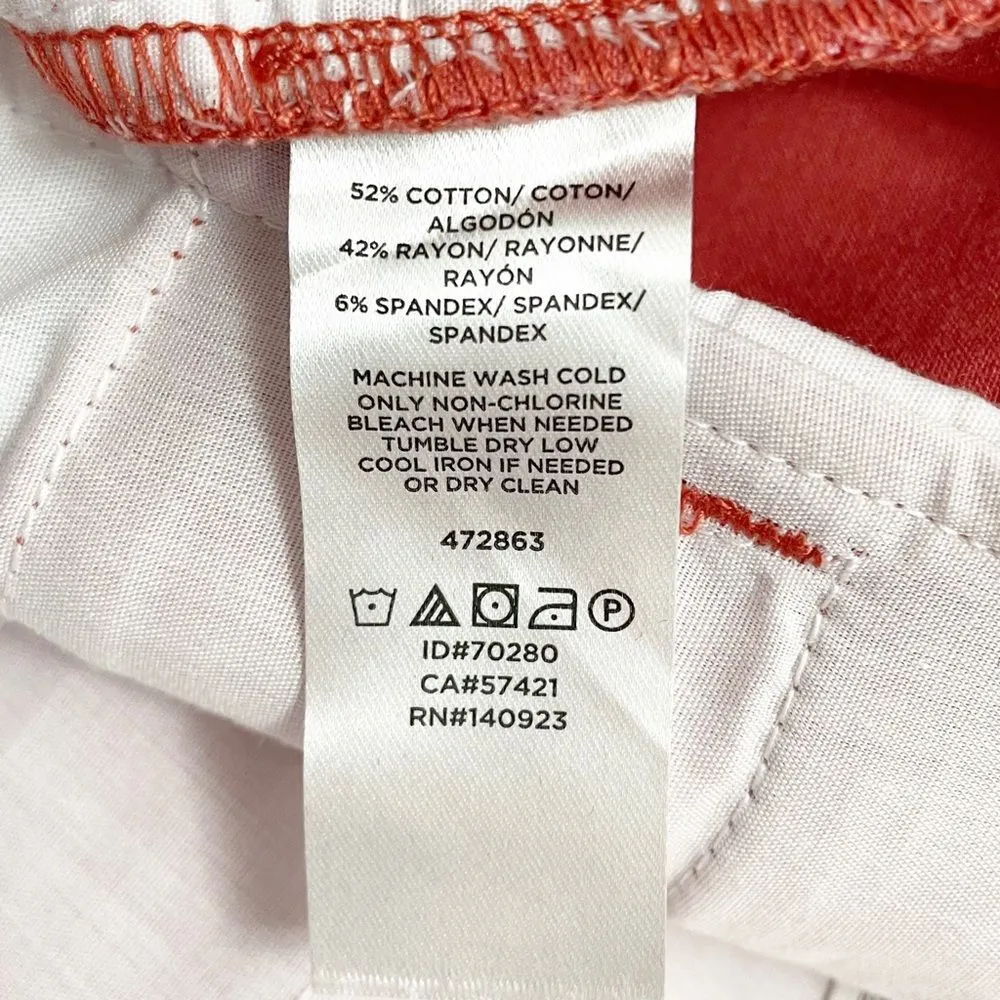 52% COTTON/ COTON/
ALGODÓN
42% RAYON/ RAYONNE/
RAYÓN
6% SPANDEX/ SPANDEX/
SPANDEX
MACHINE WASH COLD
ONLY NON-CHLORINE
BLEACH WHEN NEEDED
TUMBLE DRY LOW
COOL IRON IF NEEDED
OR DRY CLEAN
472863
P
ID#70280
CA#57421
RN#140923